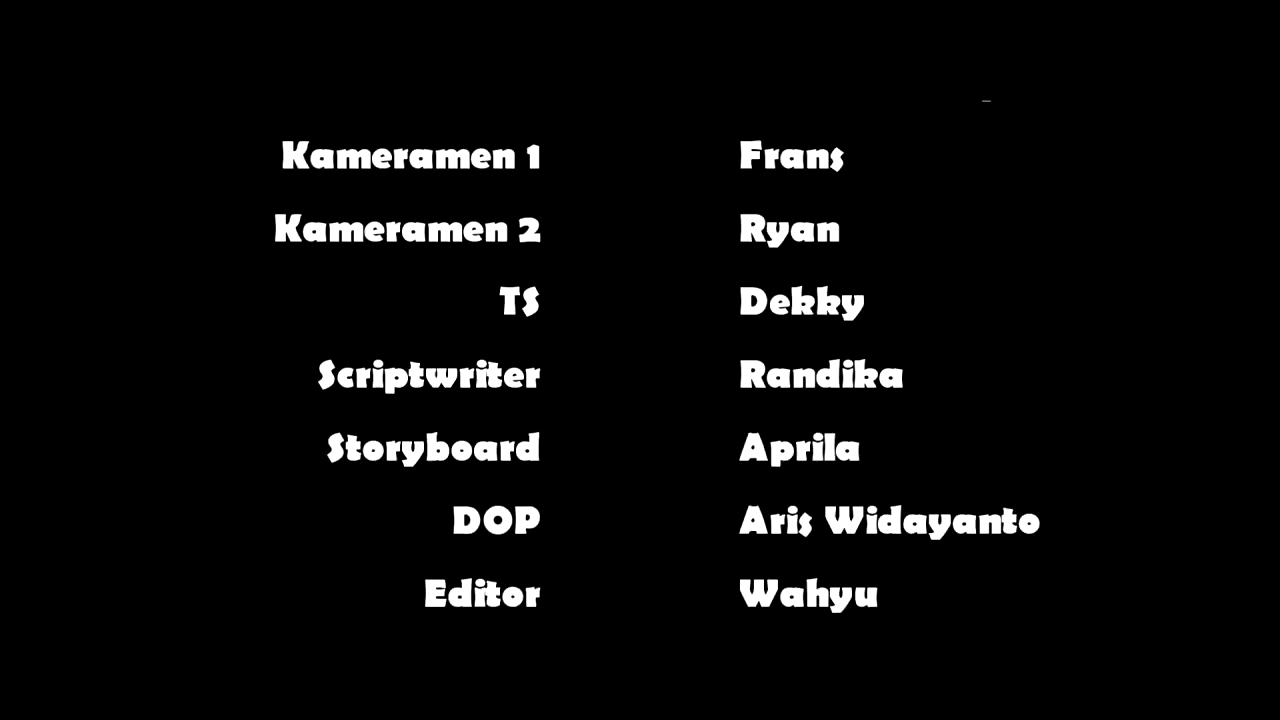 Kameramen 1 Frans
Kameramen 2 Ryan
TS Dekky
Scriptwriter Randika
Storyboard Aprila
DOP Aris Widayanto
Editor Wahyu